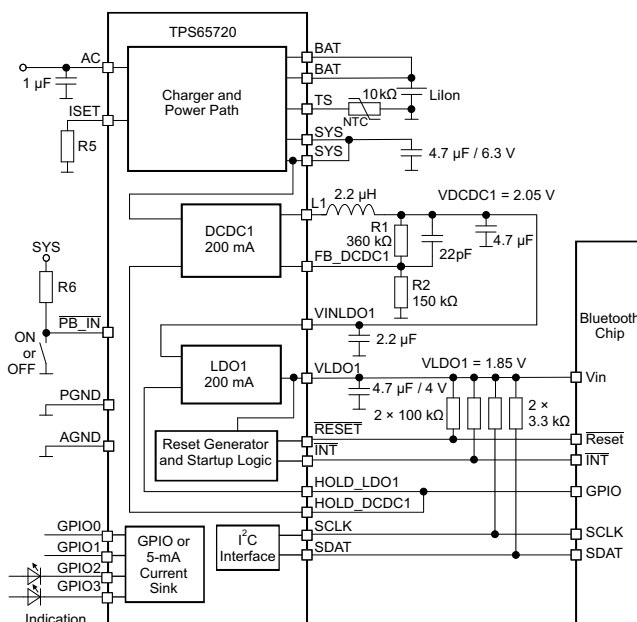 TPS65720
AC
1 µF
ISET
R5
Charger and
Power Path
BAT
BAT
TS
10 kΩ
NTC
LiIon
SYS
SYS
4.7 µF / 6.3 V
L1
2.2 µH
VDCDC1 = 2.05 V
DCDC1
200 mA
R1
360 kΩ
22pF
4.7 µF
FB_DCDC1
R2
150 kΩ
SYS
R6
PB_IN
ON
or
OFF
VINLDO1
2.2 µF
LDO1
200 mA
VLDO1
VLDO1 = 1.85 V
4.7 µF / 4 V
2 × 100 kΩ
2 ×
3.3 kΩ
Bluetooth
Chip
Vin
PGND
AGND
Reset Generator
and Startup Logic
RESET
INT
Reset
INT
HOLD_LDO1
HOLD_DCDC1
GPIO
GPIO0
GPIO1
GPIO2
GPIO3
GPIO or
5-mA
Current
Sink
I²C
Interface
SCLK
SDAT
SCLK
SDAT
Indication